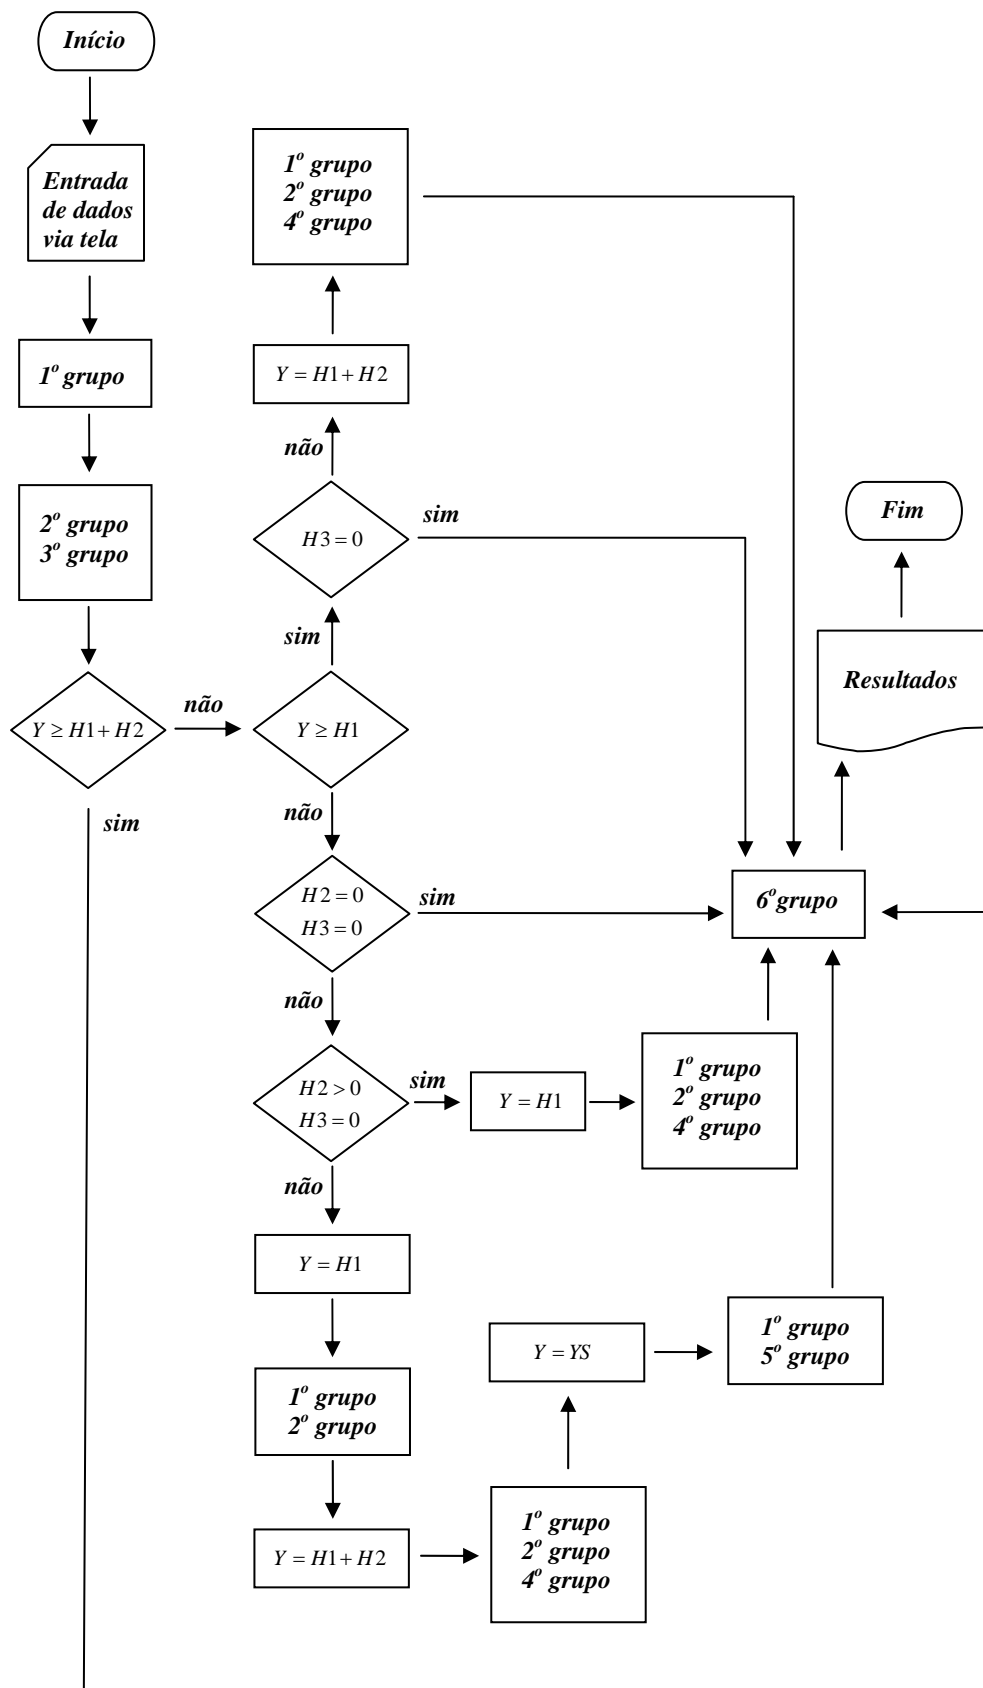 Início
Entrada
de dados
via tela
1º grupo
2º grupo
3º grupo
Y ≥ H1 + H2
não
sim
1º grupo
2º grupo
4º grupo
Y = H1 + H2
não
H3 = 0
sim
sim
Y ≥ H1
não
H2 = 0
H3 = 0
sim
não
H2 > 0
H3 = 0
sim
Y = H1
1º grupo
2º grupo
4º grupo
não
Y = H1
1º grupo
2º grupo
Y = H1 + H2
1º grupo
2º grupo
4º grupo
Y = YS
1º grupo
5º grupo
6ºgrupo
Resultados
Fim